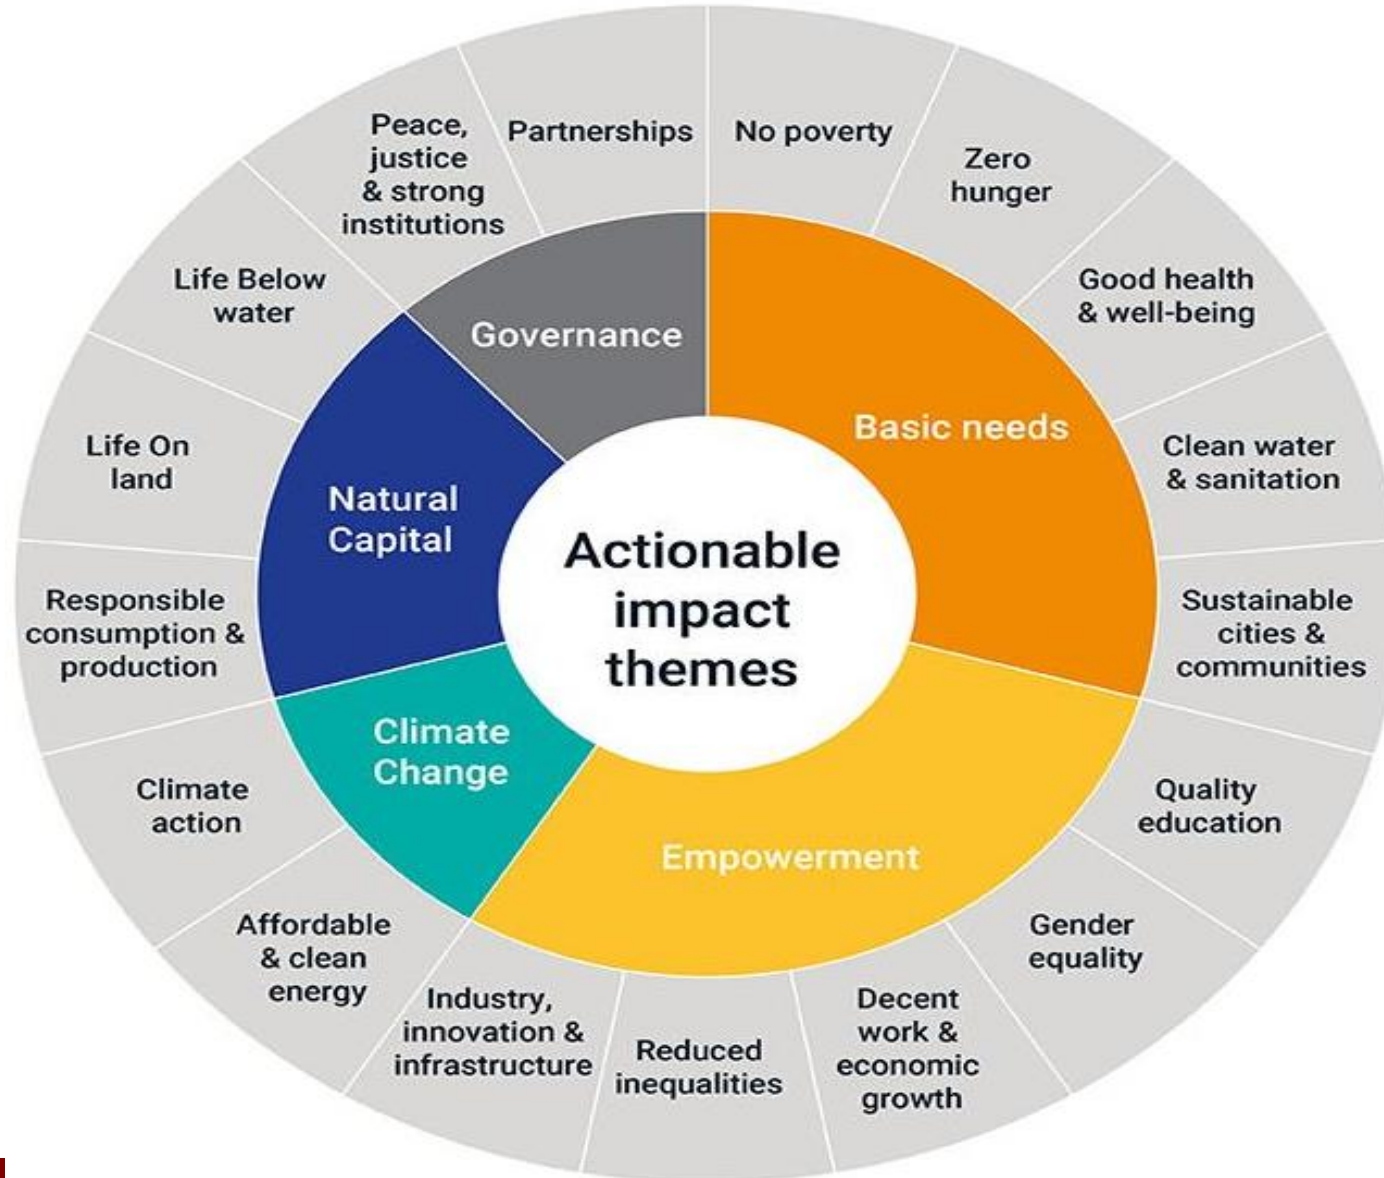 Actionable
impact
themes
Basic needs
Empowerment
Climate
Change
Natural
Capital
Governance
No poverty
Zero
hunger
Good health
& well-being
Clean water
& sanitation
Sustainable
cities &
communities
Quality
education
Gender
equality
Decent
work &
economic
growth
Reduced
inequalities
Industry,
innovation &
infrastructure
Affordable
& clean
energy
Climate
action
Responsible
consumption &
production
Life On
land
Life Below
water
Peace,
justice
& strong
institutions
Partnerships